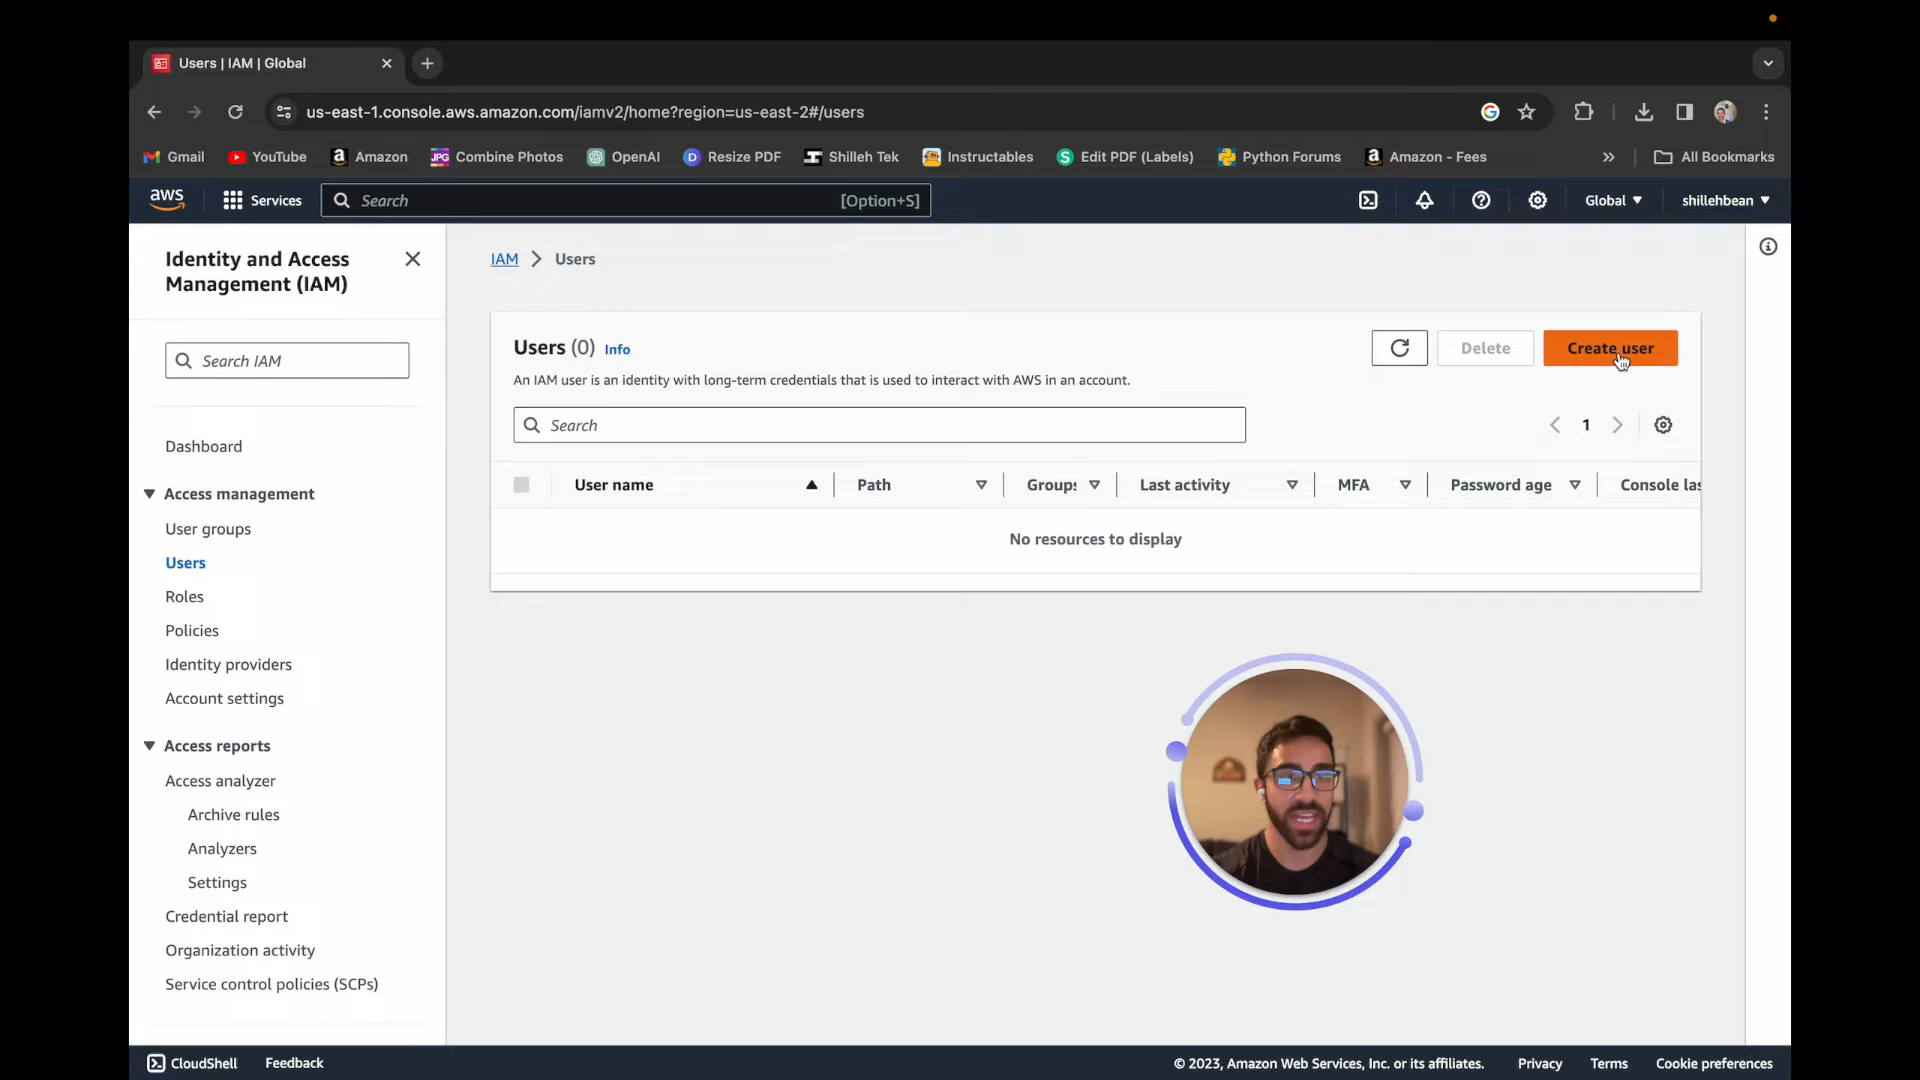 Users | IAM | Global
us-east-1.console.aws.amazon.com/iamv2/home?region=us-east-2#/users
Gmail YouTube Amazon JPG Combine Photos OpenAI D Resize PDF Shilleh Tek Instructables S Edit PDF (Labels) Python Forums Amazon - Fees » All Bookmarks
aws Services Search [Option+S] Global shillehbean
Identity and Access
Management (IAM)
Search IAM
Dashboard
Access management
User groups
Users
Roles
Policies
Identity providers
Account settings
Access reports
Access analyzer
Archive rules
Analyzers
Settings
Credential report
Organization activity
Service control policies (SCPs)
IAM > Users
Users (0) Info
Delete Create user
An IAM user is an identity with long-term credentials that is used to interact with AWS in an account.
Search
1
User name Path Groups Last activity MFA Password age Console las
No resources to display
CloudShell Feedback © 2023, Amazon Web Services, Inc. or its affiliates. Privacy Terms Cookie preferences